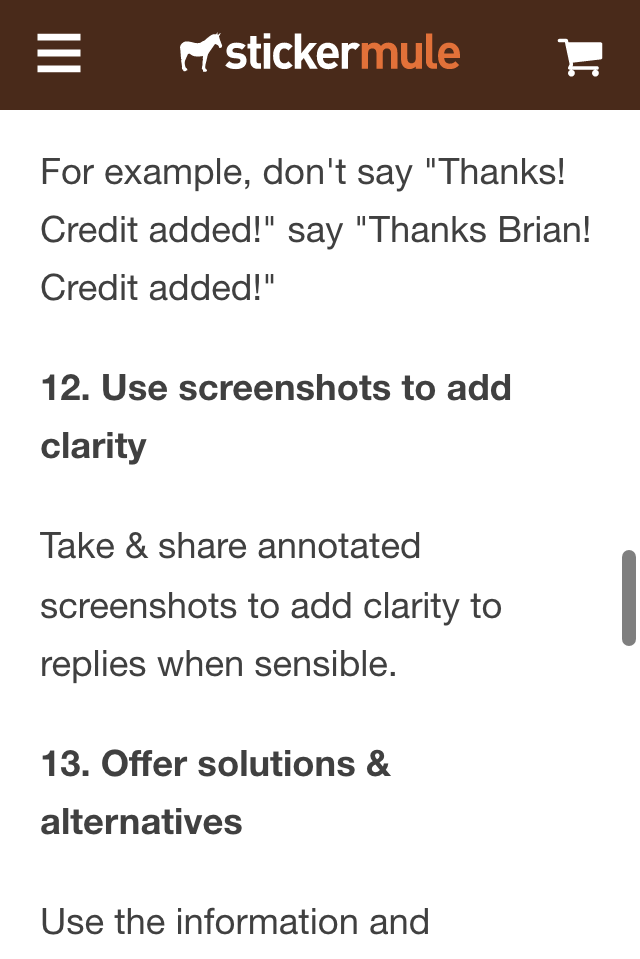 stickermule
For example, don't say "Thanks!
Credit added!" say "Thanks Brian!
Credit added!"
12. Use screenshots to add
clarity
Take & share annotated
screenshots to add clarity to
replies when sensible.
13. Offer solutions &
alternatives
Use the information and